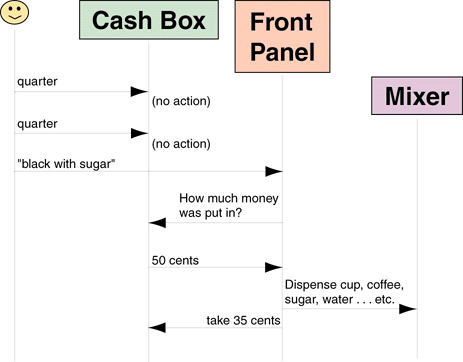 Cash Box
Front
Panel
Mixer
quarter
(no action)
quarter
(no action)
"black with sugar"
How much money
was put in?
50 cents
Dispense cup, coffee,
sugar, water . . . etc.
take 35 cents